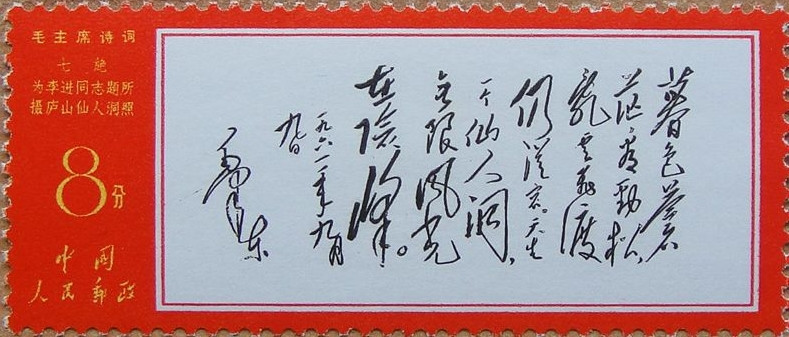 毛主席诗词
七绝
为李进同志题所
摄庐山仙人洞照
8分
中国
人民邮政
暮色苍
茫看劲松，
乱云飞渡
仍从容。天生
一个仙人洞，
无限风光
在险峰。
一九六一年九月
九日
毛泽东